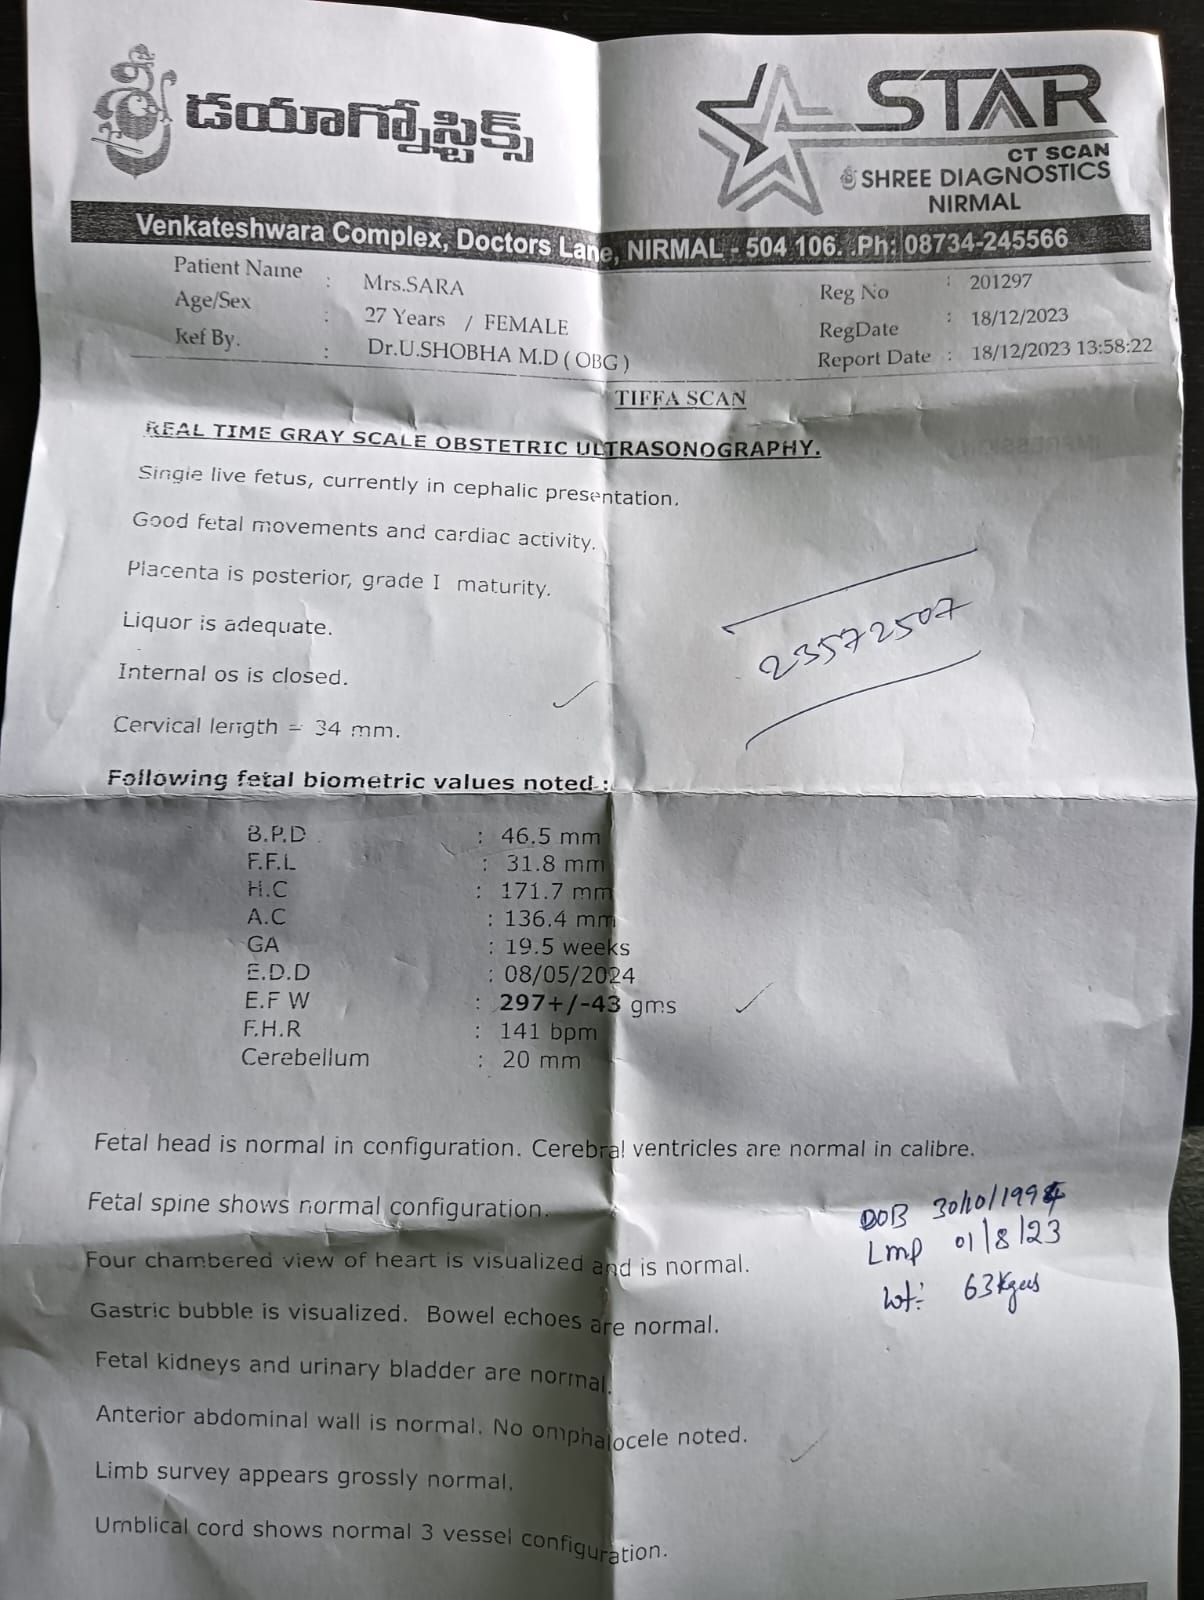 శ్రీ డయాగ్నోస్టిక్స్
STAR
CT SCAN
శ్రీ SHREE DIAGNOSTICS
NIRMAL
Venkateshwara Complex, Doctors Lane, NIRMAL - 504 106. .Ph: 08734-245566
Patient Name : Mrs.SARA
Age/Sex : 27 Years / FEMALE
Ref By. : Dr.U.SHOBHA M.D ( OBG )
Reg No : 201297
RegDate : 18/12/2023
Report Date : 18/12/2023 13:58:22
TIFFA SCAN
REAL TIME GRAY SCALE OBSTETRIC ULTRASONOGRAPHY.
Single live fetus, currently in cephalic presentation.
Good fetal movements and cardiac activity.
Placenta is posterior, grade I maturity.
Liquor is adequate.
23572507
Internal os is closed.
Cervical length = 34 mm.
Following fetal biometric values noted :
B.P.D : 46.5 mm
F.F.L : 31.8 mm
H.C : 171.7 mm
A.C : 136.4 mm
GA : 19.5 weeks
E.D.D : 08/05/2024
E.F W : 297+/-43 gms
F.H.R : 141 bpm
Cerebellum : 20 mm
Fetal head is normal in configuration. Cerebral ventricles are normal in calibre.
Fetal spine shows normal configuration.
DOB 30/10/1994
Lmp 01/8/23
Wt:- 63Kgs
Four chambered view of heart is visualized and is normal.
Gastric bubble is visualized. Bowel echoes are normal.
Fetal kidneys and urinary bladder are normal.
Anterior abdominal wall is normal. No omphalocele noted.
Limb survey appears grossly normal.
Umblical cord shows normal 3 vessel configuration.